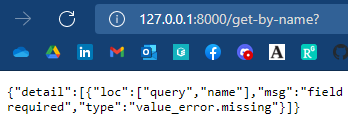 127.0.0.1:8000/get-by-name?
in
M
G
A
RG
{"detail":[{"loc":["query","name"],"msg":"field
required","type":"value_error.missing"}]}